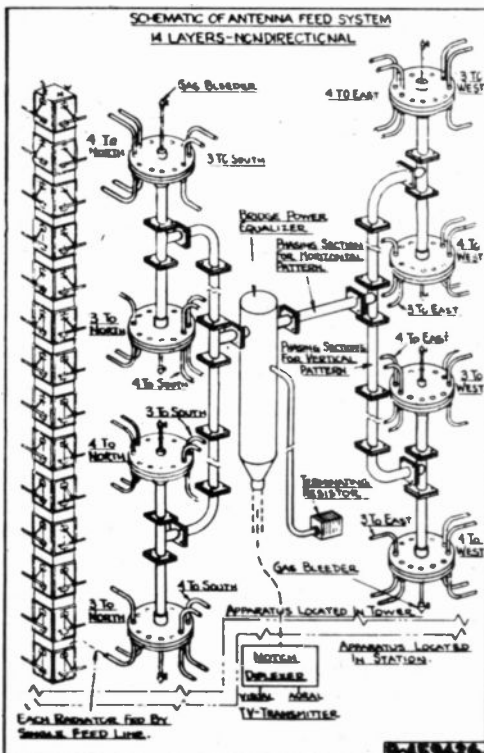 SCHEMATIC OF ANTENNA FEED SYSTEM
14 LAYERS-NONDIRECTIONAL
GAS BLEEDER
4 TO
NORTH
3 TO SOUTH
4 TO EAST
3 TO
WEST
BRIDGE POWER
EQUALIZER
PHASING SECTION
FOR HORIZONTAL
PATTERN
4 TO
WEST
3 TO EAST
3 TO
NORTH
4 TO SOUTH
PHASING SECTIONS
FOR VERTICAL
PATTERN
4 TO EAST
3 TO
WEST
3 TO SOUTH
4 TO
NORTH
TERMINATING
RESISTOR
3 TO EAST
4 TO
WEST
GAS BLEEDER
4 TO SOUTH
3 TO
NORTH
APPARATUS LOCATED IN TOWER
APPARATUS LOCATED
IN STATION.
NOTCH
DIPLEXER
VISUAL AURAL
TV-TRANSMITTER
EACH RADIATOR FED BY
SINGLE FEED LINE.